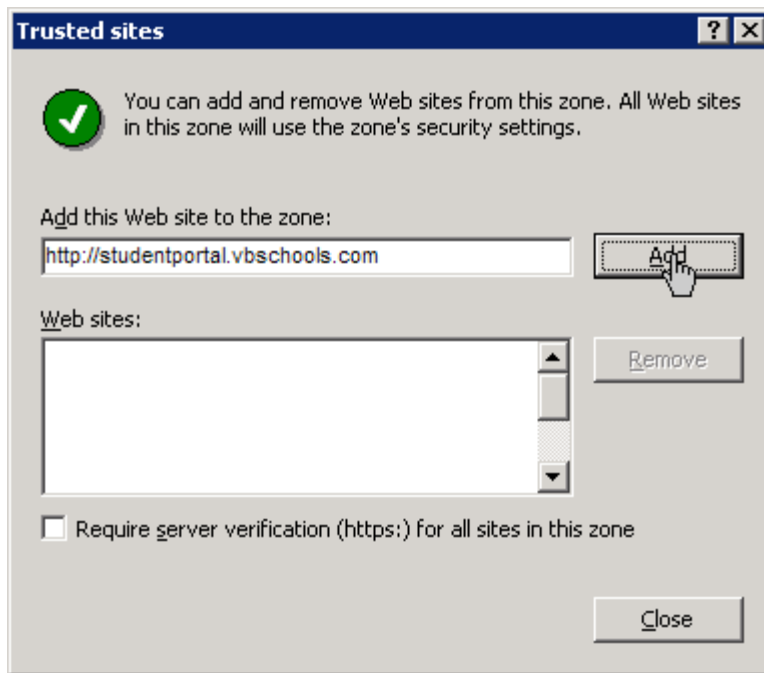 Trusted sites
You can add and remove Web sites from this zone. All Web sites
in this zone will use the zone's security settings.
Add this Web site to the zone:
http://studentportal.vbschools.com
Add
Web sites:
Remove
Require server verification (https:) for all sites in this zone
Close